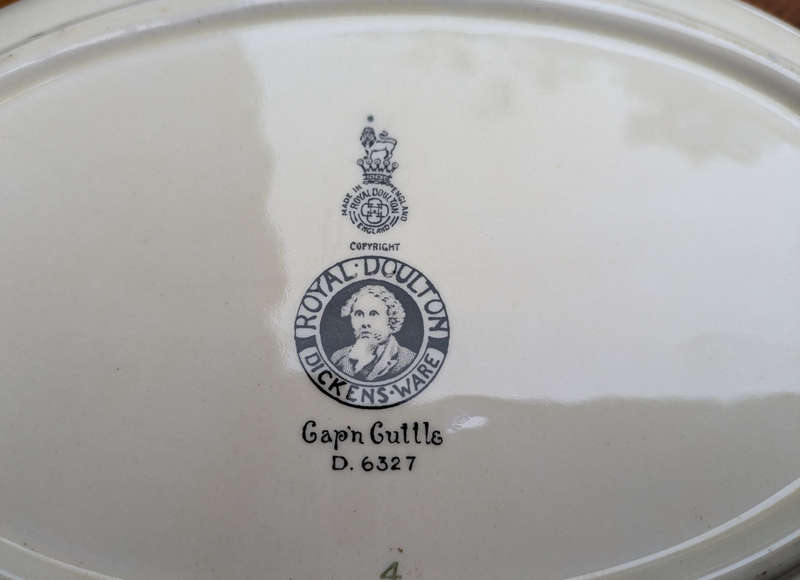 MADE IN ENGLAND
ROYAL DOULTON
ENGLAND
COPYRIGHT
ROYAL·DOULTON
DICKENS·WARE
Cap'n Cuttle
D. 6327
4